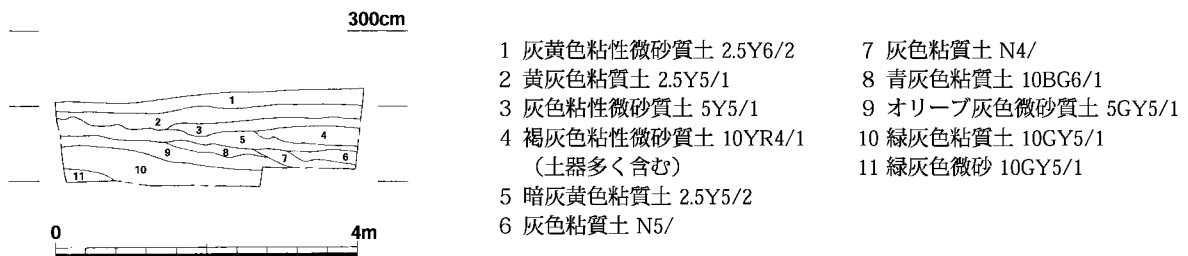 300cm
1
2
3
4
5
6
7
8
9
10
11
0
4m
1 灰黄色粘性微砂質土 2.5Y6/2
2 黄灰色粘質土 2.5Y5/1
3 灰色粘性微砂質土 5Y5/1
4 褐灰色粘性微砂質土 10YR4/1
（土器多く含む）
5 暗灰黄色粘質土 2.5Y5/2
6 灰色粘質土 N5/
7 灰色粘質土 N4/
8 青灰色粘質土 10BG6/1
9 オリーブ灰色微砂質土 5GY5/1
10 緑灰色粘質土 10GY5/1
11 緑灰色微砂 10GY5/1